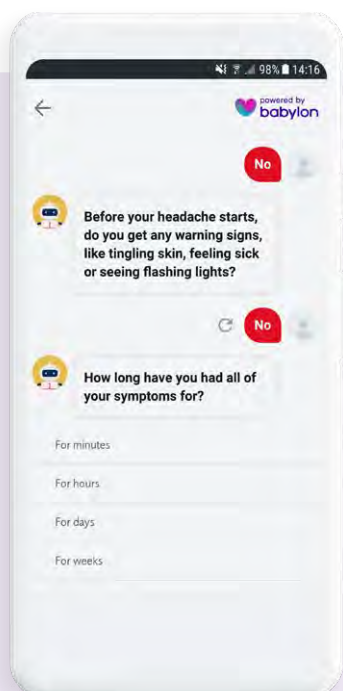 98% 14:16
powered by
babylon
No
Before your headache starts,
do you get any warning signs,
like tingling skin, feeling sick
or seeing flashing lights?
No
How long have you had all of
your symptoms for?
For minutes
For hours
For days
For weeks